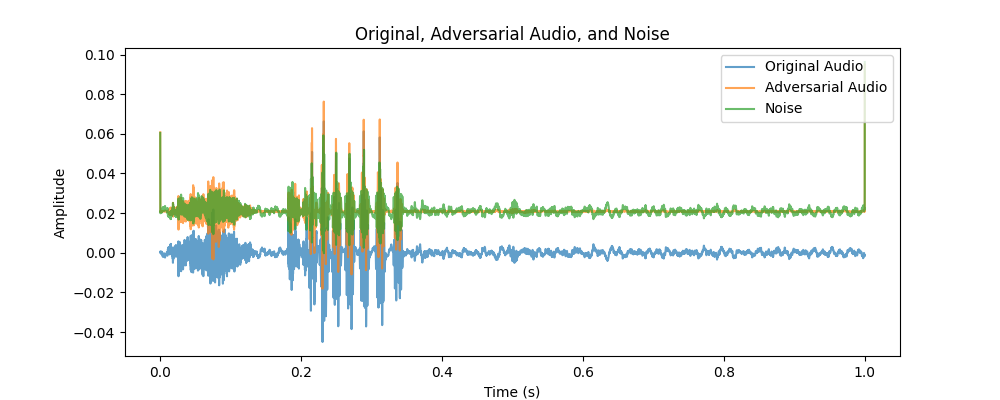 Original, Adversarial Audio, and Noise
Original Audio
Adversarial Audio
Noise
Amplitude
0.10
0.08
0.06
0.04
0.02
0.00
−0.02
−0.04
0.0
0.2
0.4
0.6
0.8
1.0
Time (s)